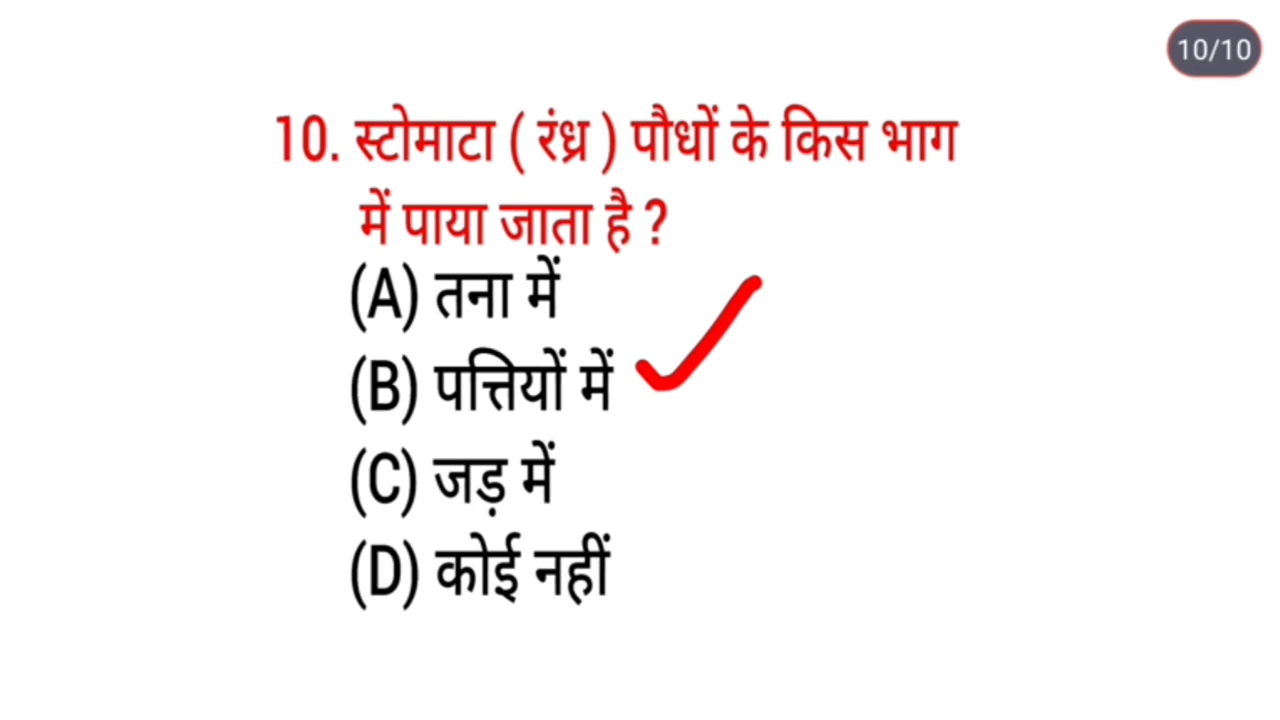 10/10
10. स्टोमाटा ( रंध्र ) पौधों के किस भाग
में पाया जाता है ?
(A) तना में
(B) पत्तियों में
(C) जड़ में
(D) कोई नहीं